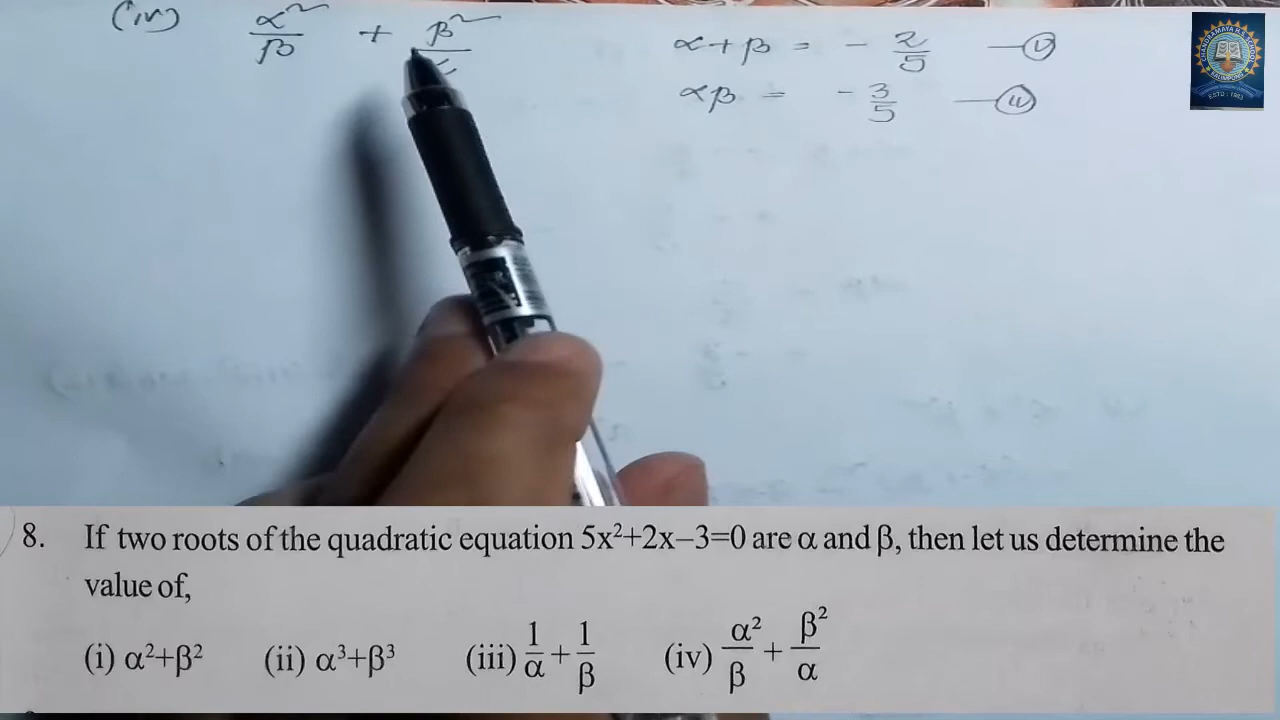 (iv) α²/β + β²/
α+β = - 2/5 —(i)
αβ = - 3/5 —(ii)
ESTD : 1983
8. If two roots of the quadratic equation 5x²+2x–3=0 are α and β, then let us determine the
value of,
(i) α²+β² (ii) α³+β³ (iii) 1/α + 1/β (iv) α²/β + β²/α